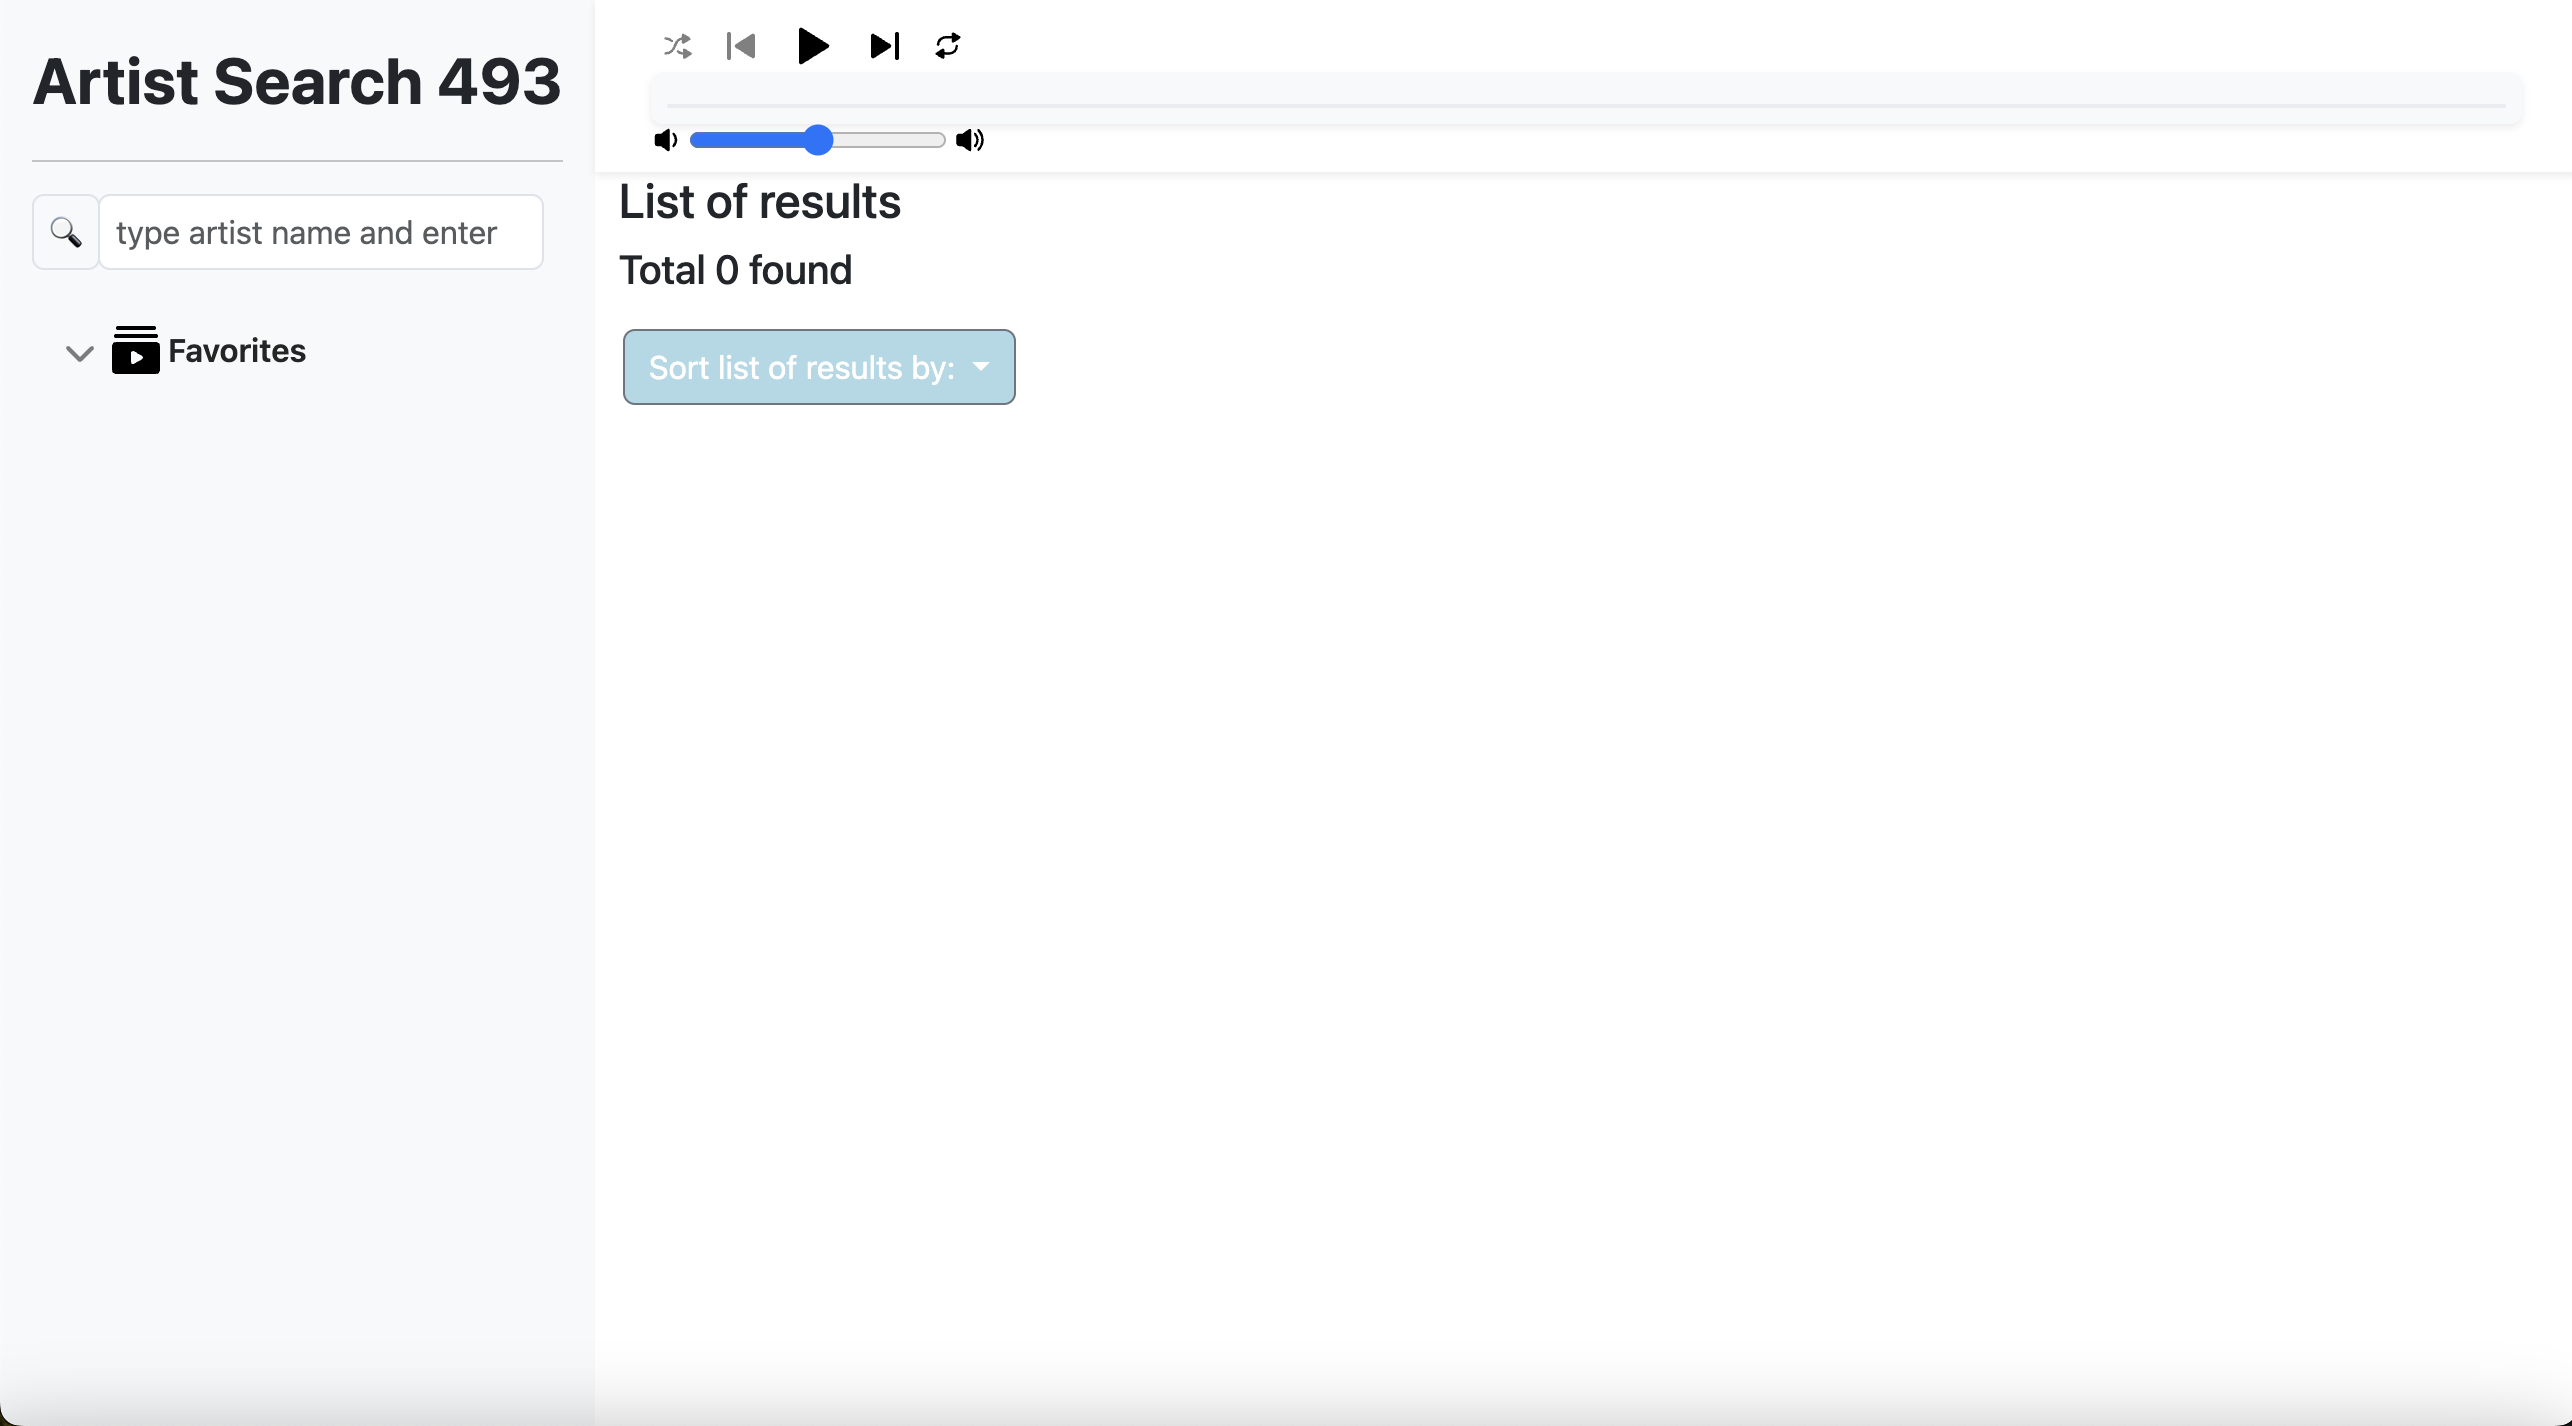 Artist Search 493
type artist name and enter
Favorites
List of results
Total 0 found
Sort list of results by: